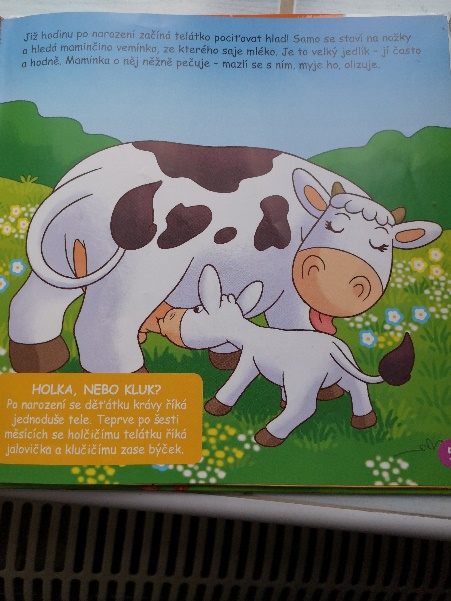 Již hodinu po narození začíná telátko pociťovat hlad! Samo se staví na nožky
a hledá maminčino vemínko, ze kterého saje mléko. Je to velký jedlík – jí často
a hodně. Maminka o něj něžně pečuje – mazlí se s ním, myje ho, olizuje.
HOLKA, NEBO KLUK?
Po narození se děťátku krávy říká
jednoduše tele. Teprve po šesti
měsících se holčičímu telátku říká
jalovička a klučičímu zase býček.